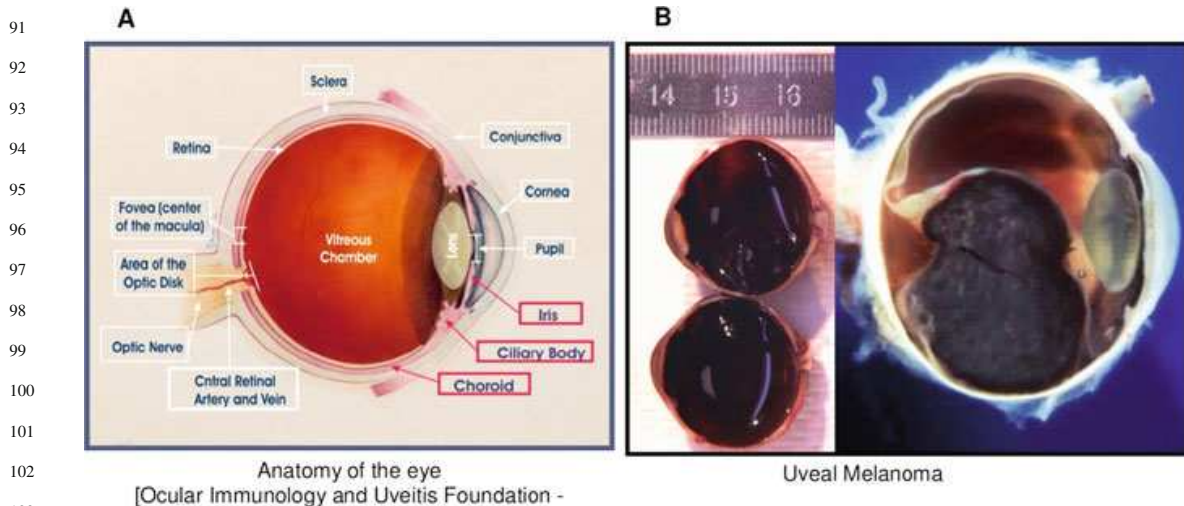 91
92
93
94
95
96
97
98
99
100
101
102
A
B
Sclera
Conjunctiva
Retina
Cornea
Fovea (center
of the macula)
Vitreous
Chamber
Lens
Pupil
Area of the
Optic Disk
Iris
Optic Nerve
Ciliary Body
Cntral Retinal
Artery and Vein
Choroid
14 15 16
Anatomy of the eye
[Ocular Immunology and Uveitis Foundation -
Uveal Melanoma